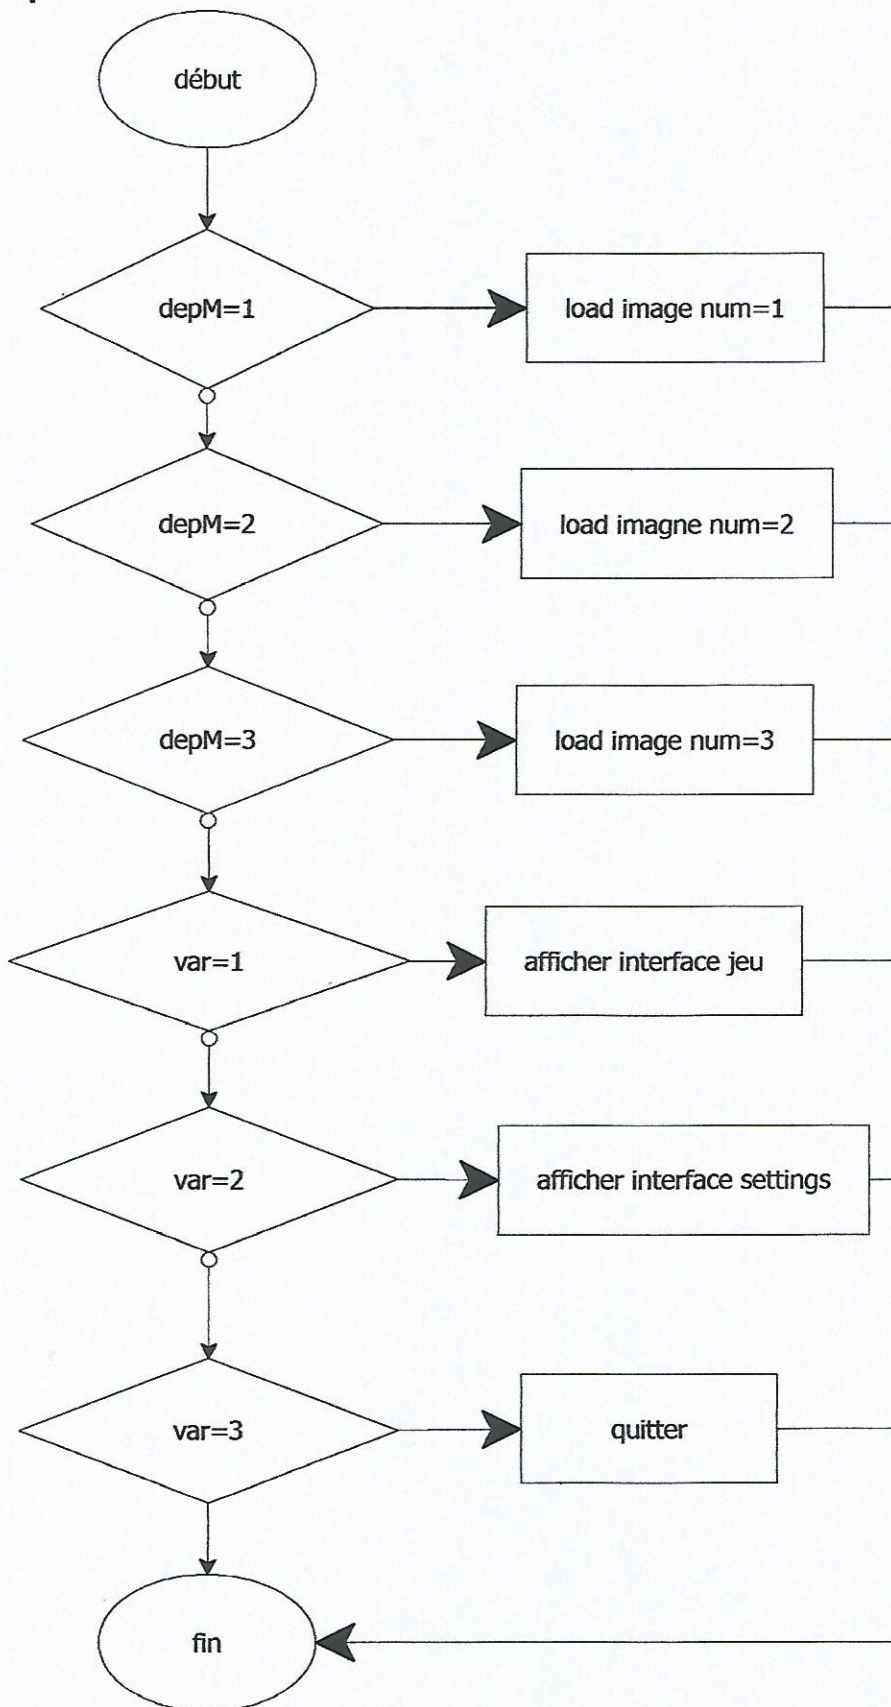 début
depM=1
load image num=1
depM=2
load imagne num=2
depM=3
load image num=3
var=1
afficher interface jeu
var=2
afficher interface settings
var=3
quitter
fin